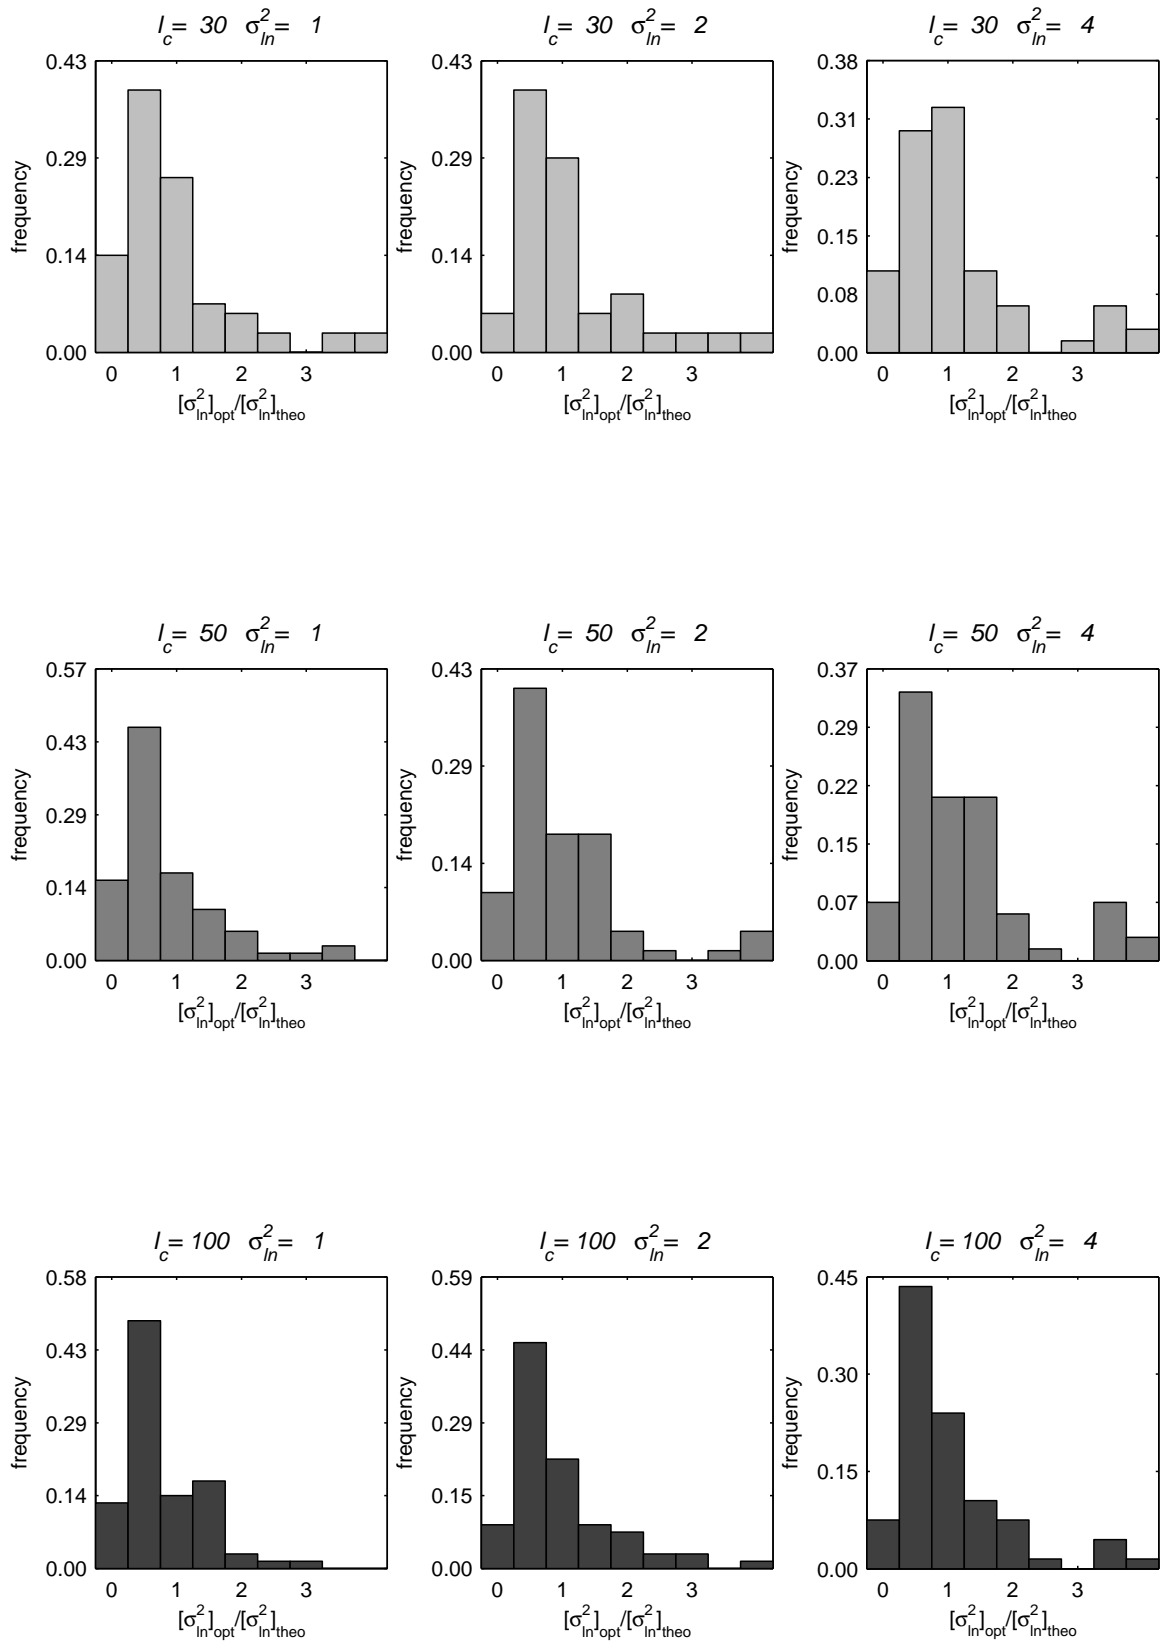 l_c= 30 σ²_ln= 1
0.43
0.29
0.14
0.00
frequency
0 1 2 3
[σ²_ln]_opt/[σ²_ln]_theo
l_c= 30 σ²_ln= 2
0.43
0.29
0.14
0.00
frequency
0 1 2 3
[σ²_ln]_opt/[σ²_ln]_theo
l_c= 30 σ²_ln= 4
0.38
0.31
0.23
0.15
0.08
0.00
frequency
0 1 2 3
[σ²_ln]_opt/[σ²_ln]_theo
l_c= 50 σ²_ln= 1
0.57
0.43
0.29
0.14
0.00
frequency
0 1 2 3
[σ²_ln]_opt/[σ²_ln]_theo
l_c= 50 σ²_ln= 2
0.43
0.29
0.14
0.00
frequency
0 1 2 3
[σ²_ln]_opt/[σ²_ln]_theo
l_c= 50 σ²_ln= 4
0.37
0.29
0.22
0.15
0.07
0.00
frequency
0 1 2 3
[σ²_ln]_opt/[σ²_ln]_theo
l_c= 100 σ²_ln= 1
0.58
0.43
0.29
0.14
0.00
frequency
0 1 2 3
[σ²_ln]_opt/[σ²_ln]_theo
l_c= 100 σ²_ln= 2
0.59
0.44
0.29
0.15
0.00
frequency
0 1 2 3
[σ²_ln]_opt/[σ²_ln]_theo
l_c= 100 σ²_ln= 4
0.45
0.30
0.15
0.00
frequency
0 1 2 3
[σ²_ln]_opt/[σ²_ln]_theo